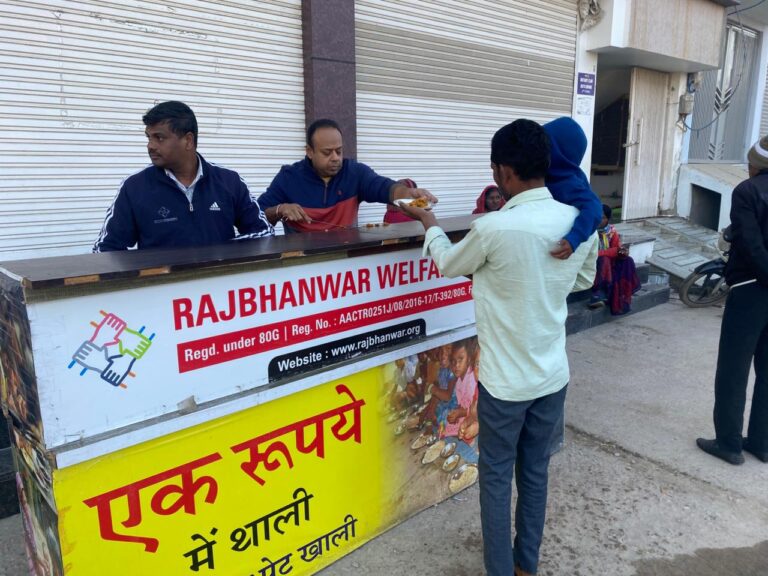 RAJBHANWAR WELFA
Regd. under 80G | Reg. No. : AACTR0251J/08/2016-17/T-392/80G,
Website : www.rajbhanwar.org
एक रूपये
में थाली
पेट खाली
adidas